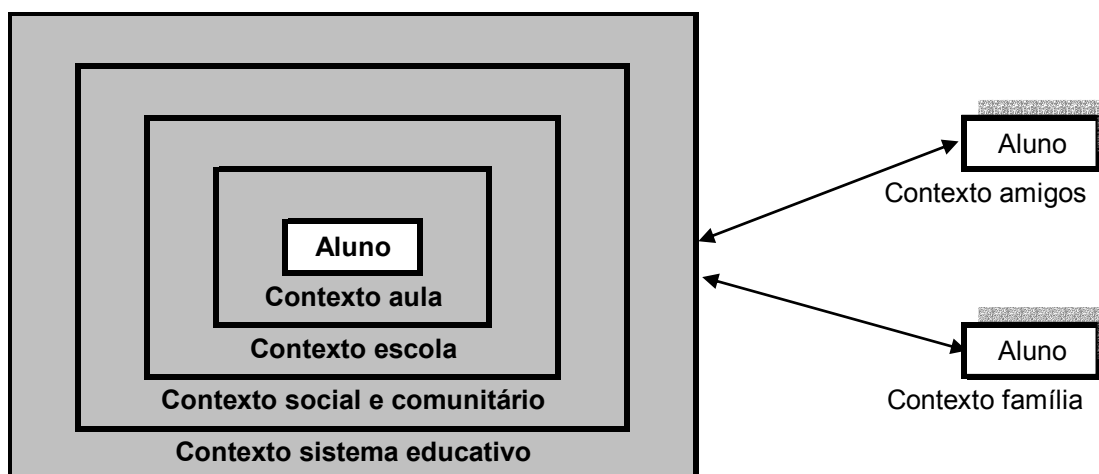 Aluno
Contexto aula
Contexto escola
Contexto social e comunitário
Contexto sistema educativo
Aluno
Contexto amigos
Aluno
Contexto família